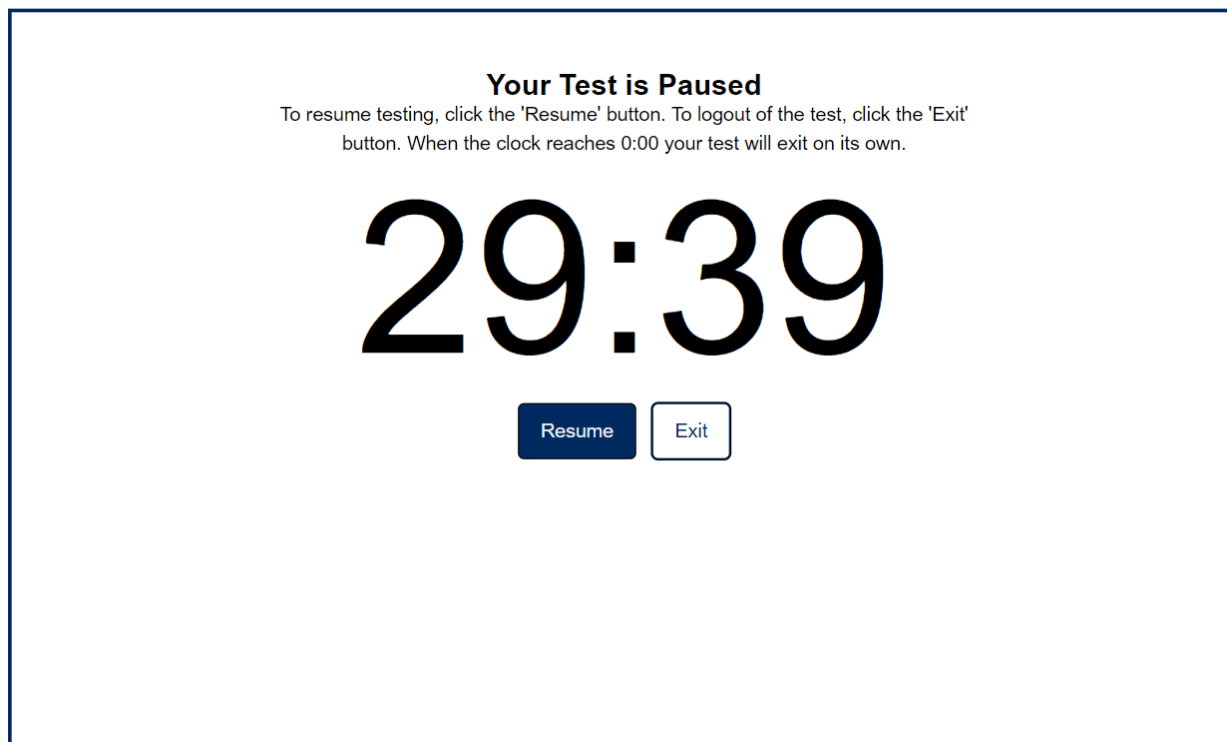 Your Test is Paused
To resume testing, click the 'Resume' button. To logout of the test, click the 'Exit'
button. When the clock reaches 0:00 your test will exit on its own.
29:39
Resume Exit